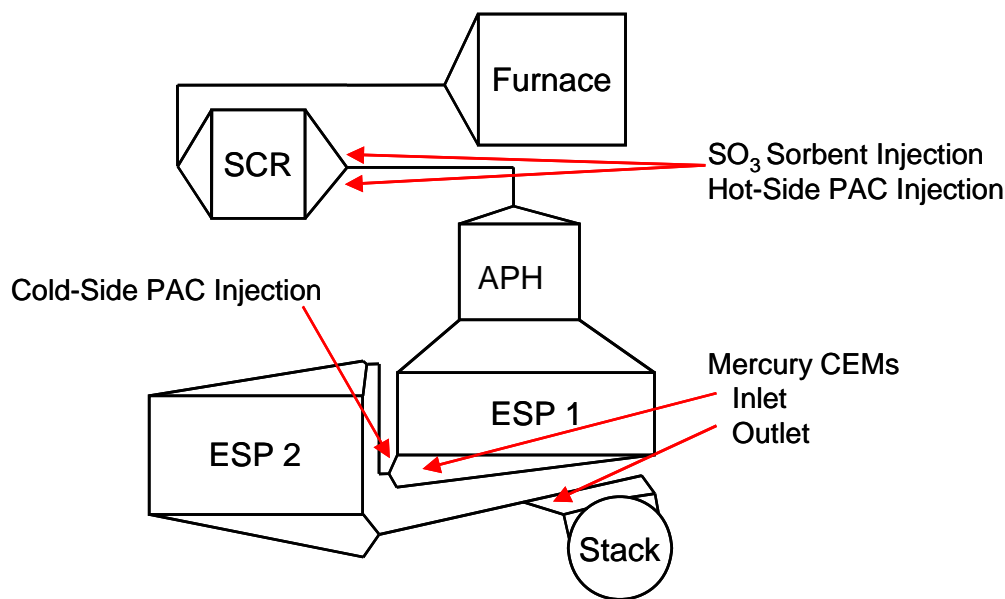 Furnace
SCR
SO₃ Sorbent Injection
Hot-Side PAC Injection
APH
Cold-Side PAC Injection
Mercury CEMs
Inlet
Outlet
ESP 1
ESP 2
Stack